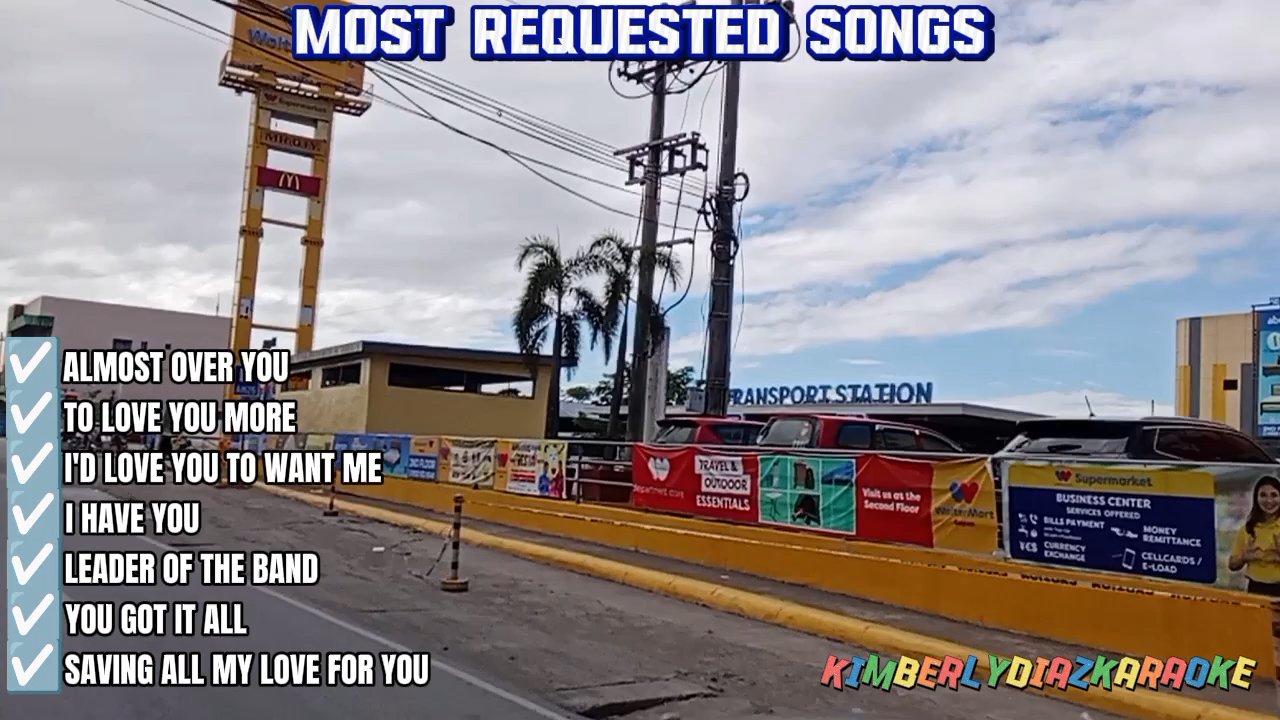 MOST REQUESTED SONGS
Supermarket
TRANSPORT STATION
ALMOST OVER YOU
TO LOVE YOU MORE
I'D LOVE YOU TO WANT ME
I HAVE YOU
LEADER OF THE BAND
YOU GOT IT ALL
SAVING ALL MY LOVE FOR YOU
TRAVEL &
OUTDOOR
ESSENTIALS
Visit us at the
Second Floor
WalterMart
Supermarket
BUSINESS CENTER
SERVICES OFFERED
BILLS PAYMENT
MONEY
REMITTANCE
CURRENCY
EXCHANGE
CELLCARDS /
E-LOAD
KIMBERLYDIAZKARAOKE